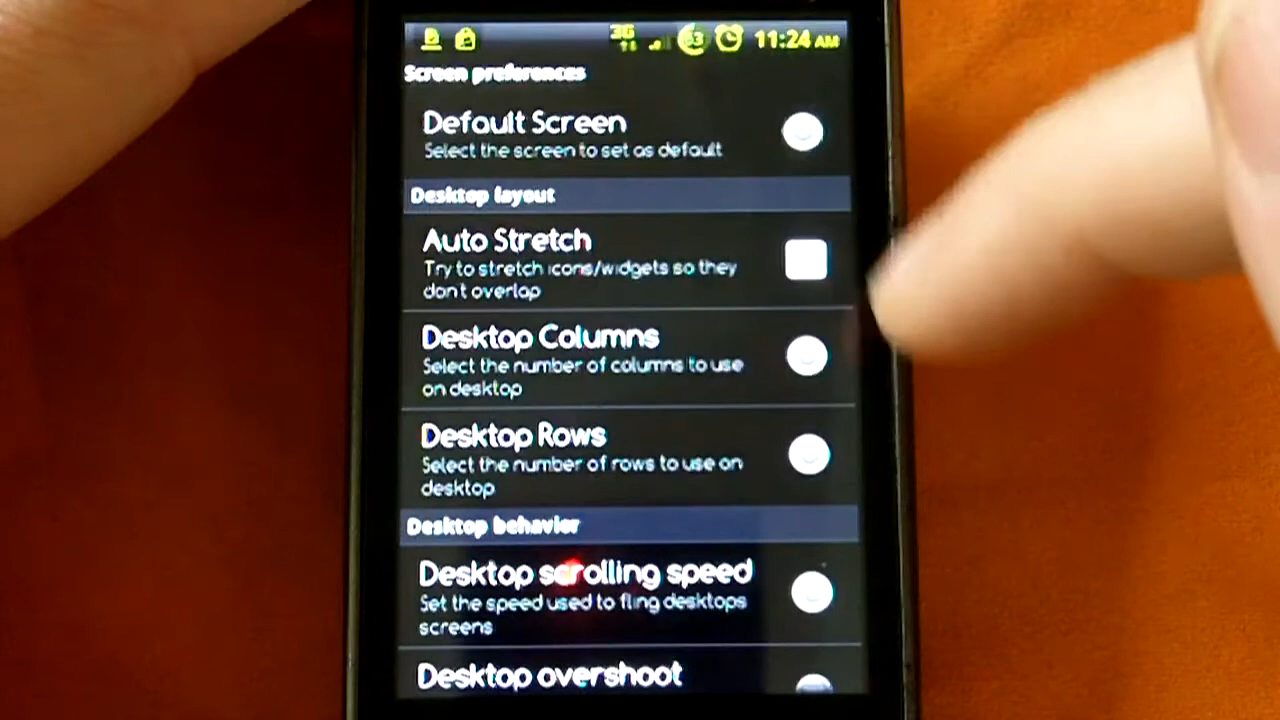 3G 63 11:24 AM
Screen preferences
Default Screen
Select the screen to set as default
Desktop layout
Auto Stretch
Try to stretch icons/widgets so they
don't overlap
Desktop Columns
Select the number of columns to use
on desktop
Desktop Rows
Select the number of rows to use on
desktop
Desktop behavior
Desktop scrolling speed
Set the speed used to fling desktops
screens
Desktop overshoot